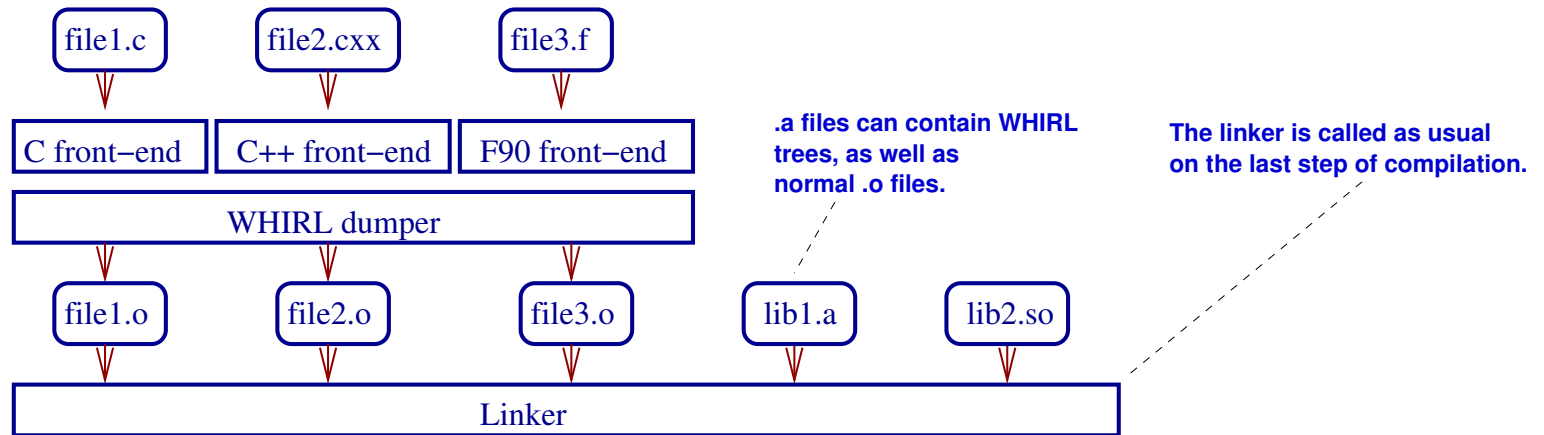 file1.c
file2.cxx
file3.f
C front−end
C++ front−end
F90 front−end
.a files can contain WHIRL
trees, as well as
normal .o files.
The linker is called as usual
on the last step of compilation.
WHIRL dumper
file1.o
file2.o
file3.o
lib1.a
lib2.so
Linker